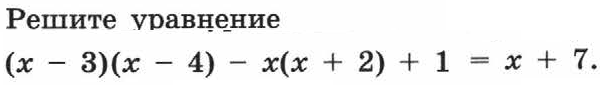 Решите уравнение
(x − 3)(x − 4) − x(x + 2) + 1 = x + 7.